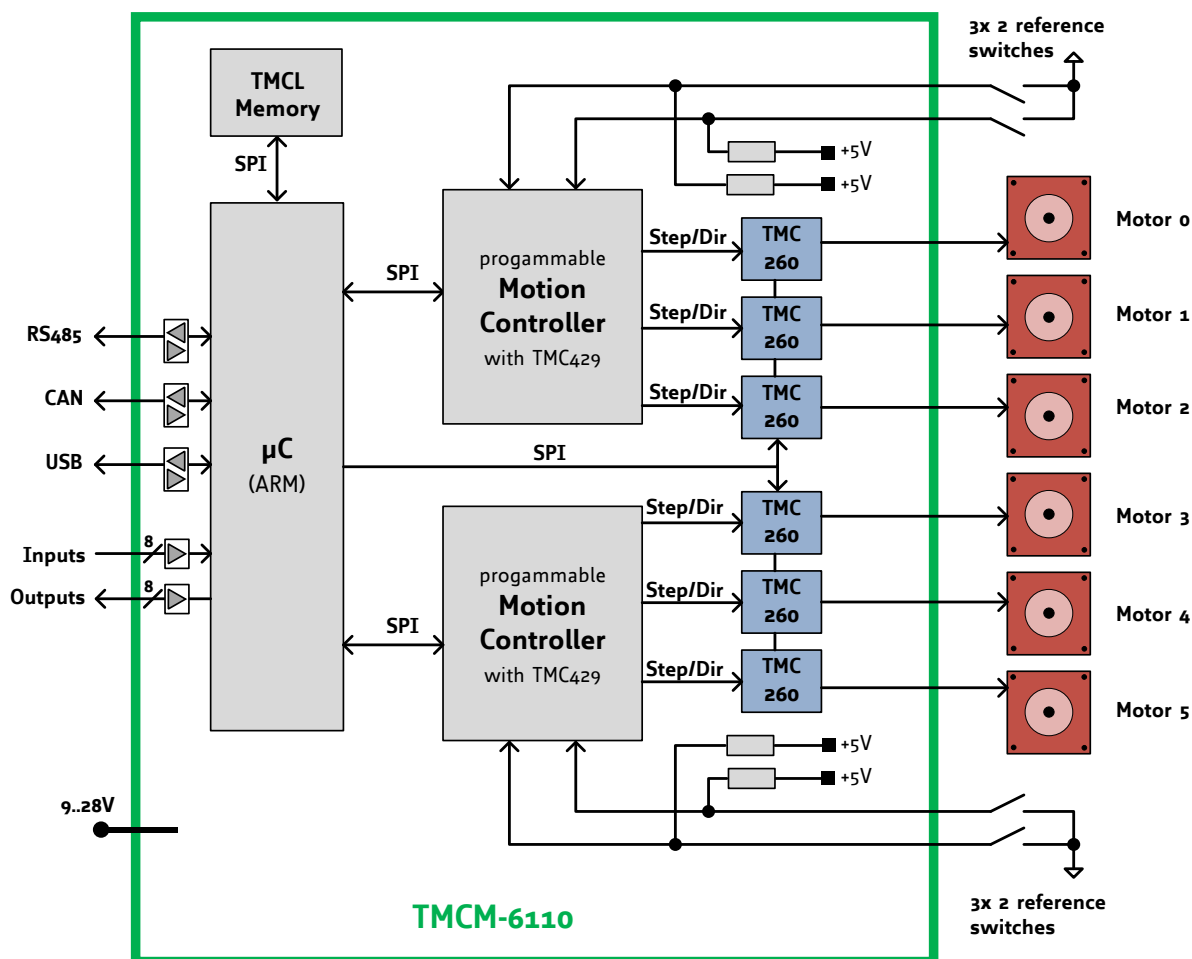 3x 2 reference
switches
TMCL
Memory
SPI
+5V
+5V
µC
(ARM)
SPI
progammable
Motion
Controller
with TMC429
Step/Dir
Step/Dir
Step/Dir
TMC
260
TMC
260
TMC
260
Motor 0
Motor 1
Motor 2
RS485
CAN
USB
Inputs
8
Outputs
8
SPI
SPI
progammable
Motion
Controller
with TMC429
Step/Dir
Step/Dir
Step/Dir
TMC
260
TMC
260
TMC
260
Motor 3
Motor 4
Motor 5
+5V
+5V
9..28V
3x 2 reference
switches
TMCM-6110